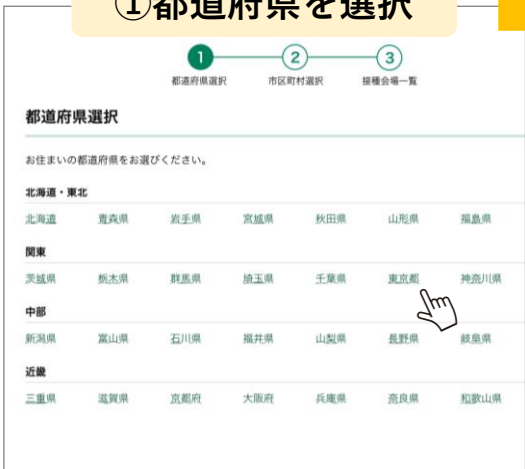 ①都道府県を選択
1 2 3
都道府県選択 市区町村選択 接種会場一覧
都道府県選択
お住まいの都道府県をお選びください。
北海道・東北
北海道 青森県 岩手県 宮城県 秋田県 山形県 福島県
関東
茨城県 栃木県 群馬県 埼玉県 千葉県 東京都 神奈川県
中部
新潟県 富山県 石川県 福井県 山梨県 長野県 岐阜県
近畿
三重県 滋賀県 京都府 大阪府 兵庫県 奈良県 和歌山県